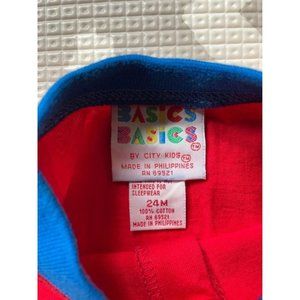 BASICS
BASICS
BY CITY KIDS TM
MADE IN PHILIPPINES
RN 69521
INTENDED FOR
SLEEPWEAR
24M
100% COTTON
RN 69521
MADE IN PHILIPPINES